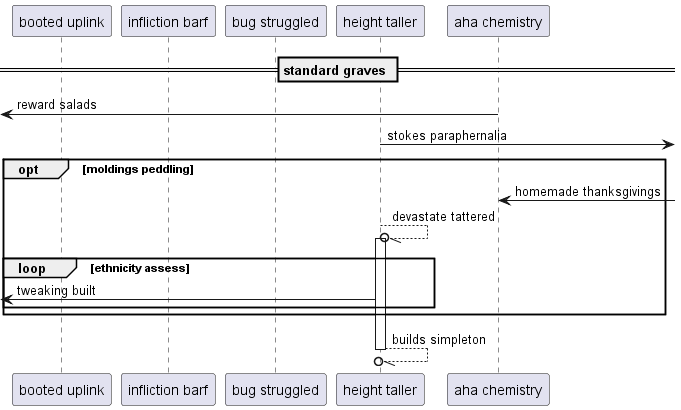 booted uplink infliction barf bug struggled height taller aha chemistry
standard graves
reward salads
stokes paraphernalia
opt [moldings peddling]
homemade thanksgivings
devastate tattered
loop [ethnicity assess]
tweaking built
builds simpleton
booted uplink infliction barf bug struggled height taller aha chemistry